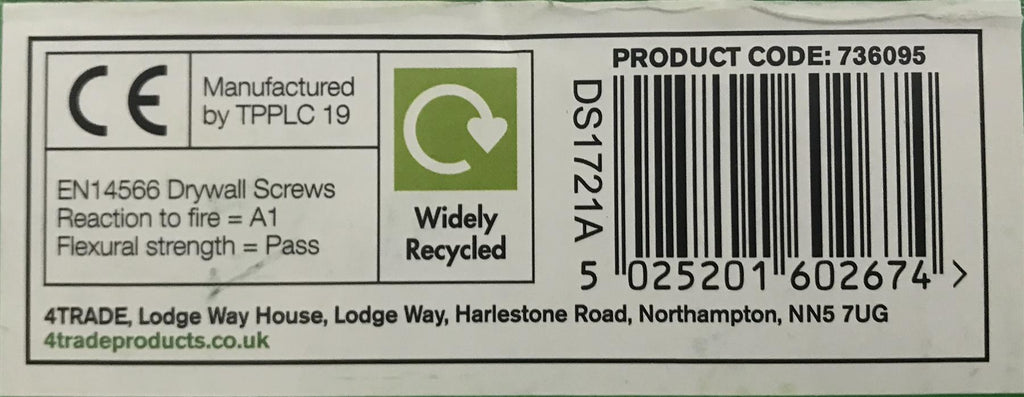 CE
Manufactured
by TPPLC 19
EN14566 Drywall Screws
Reaction to fire = A1
Flexural strength = Pass
Widely
Recycled
DS1721A
PRODUCT CODE: 736095
5 025201 602674 >
4TRADE, Lodge Way House, Lodge Way, Harlestone Road, Northampton, NN5 7UG
4tradeproducts.co.uk